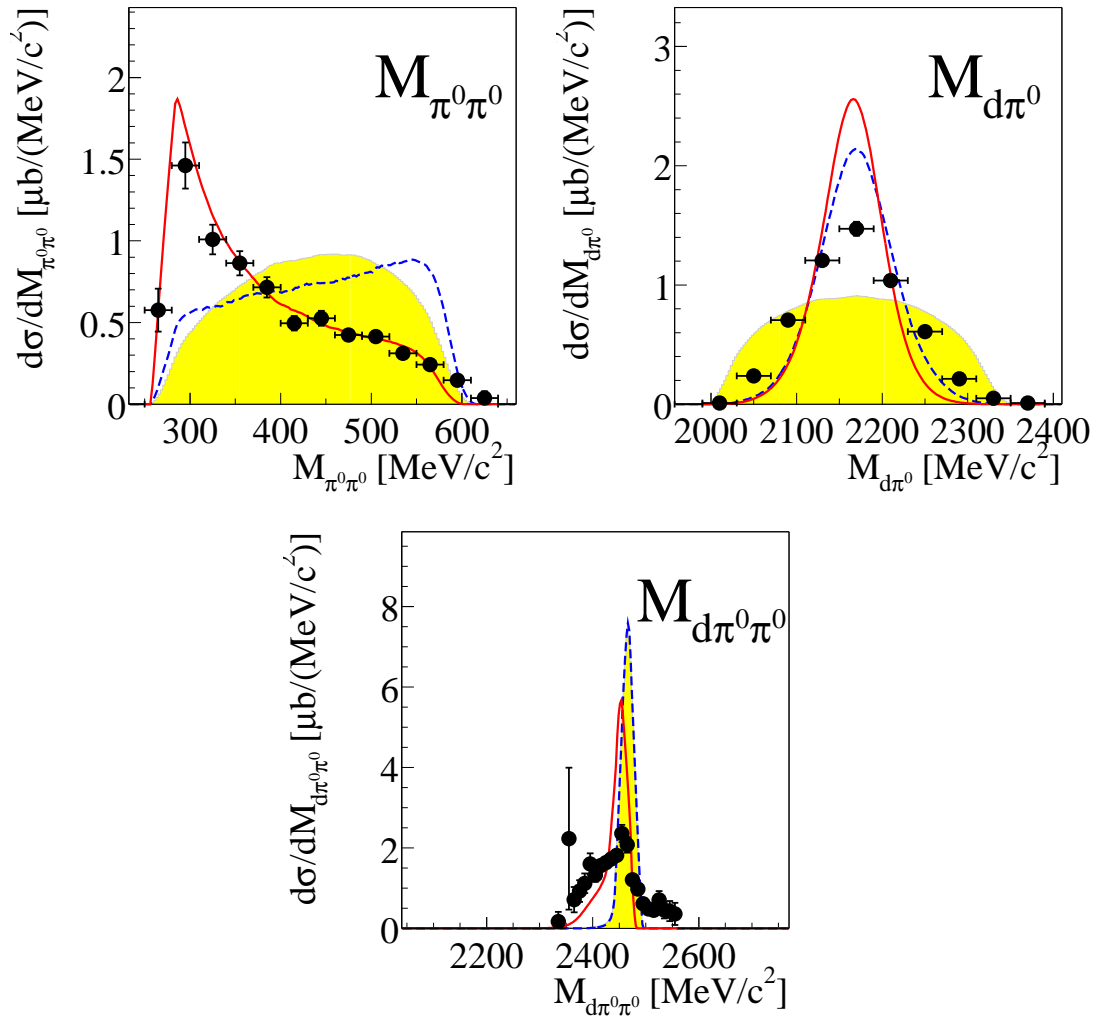 M_{π⁰π⁰}
dσ/dM_{π⁰π⁰} [μb/(MeV/c²)]
2
1.5
1
0.5
0
300 400 500 600
M_{π⁰π⁰} [MeV/c²]
M_{dπ⁰}
dσ/dM_{dπ⁰} [μb/(MeV/c²)]
3
2
1
0
2000 2100 2200 2300 2400
M_{dπ⁰} [MeV/c²]
M_{dπ⁰π⁰}
dσ/dM_{dπ⁰π⁰} [μb/(MeV/c²)]
8
6
4
2
0
2200 2400 2600
M_{dπ⁰π⁰} [MeV/c²]